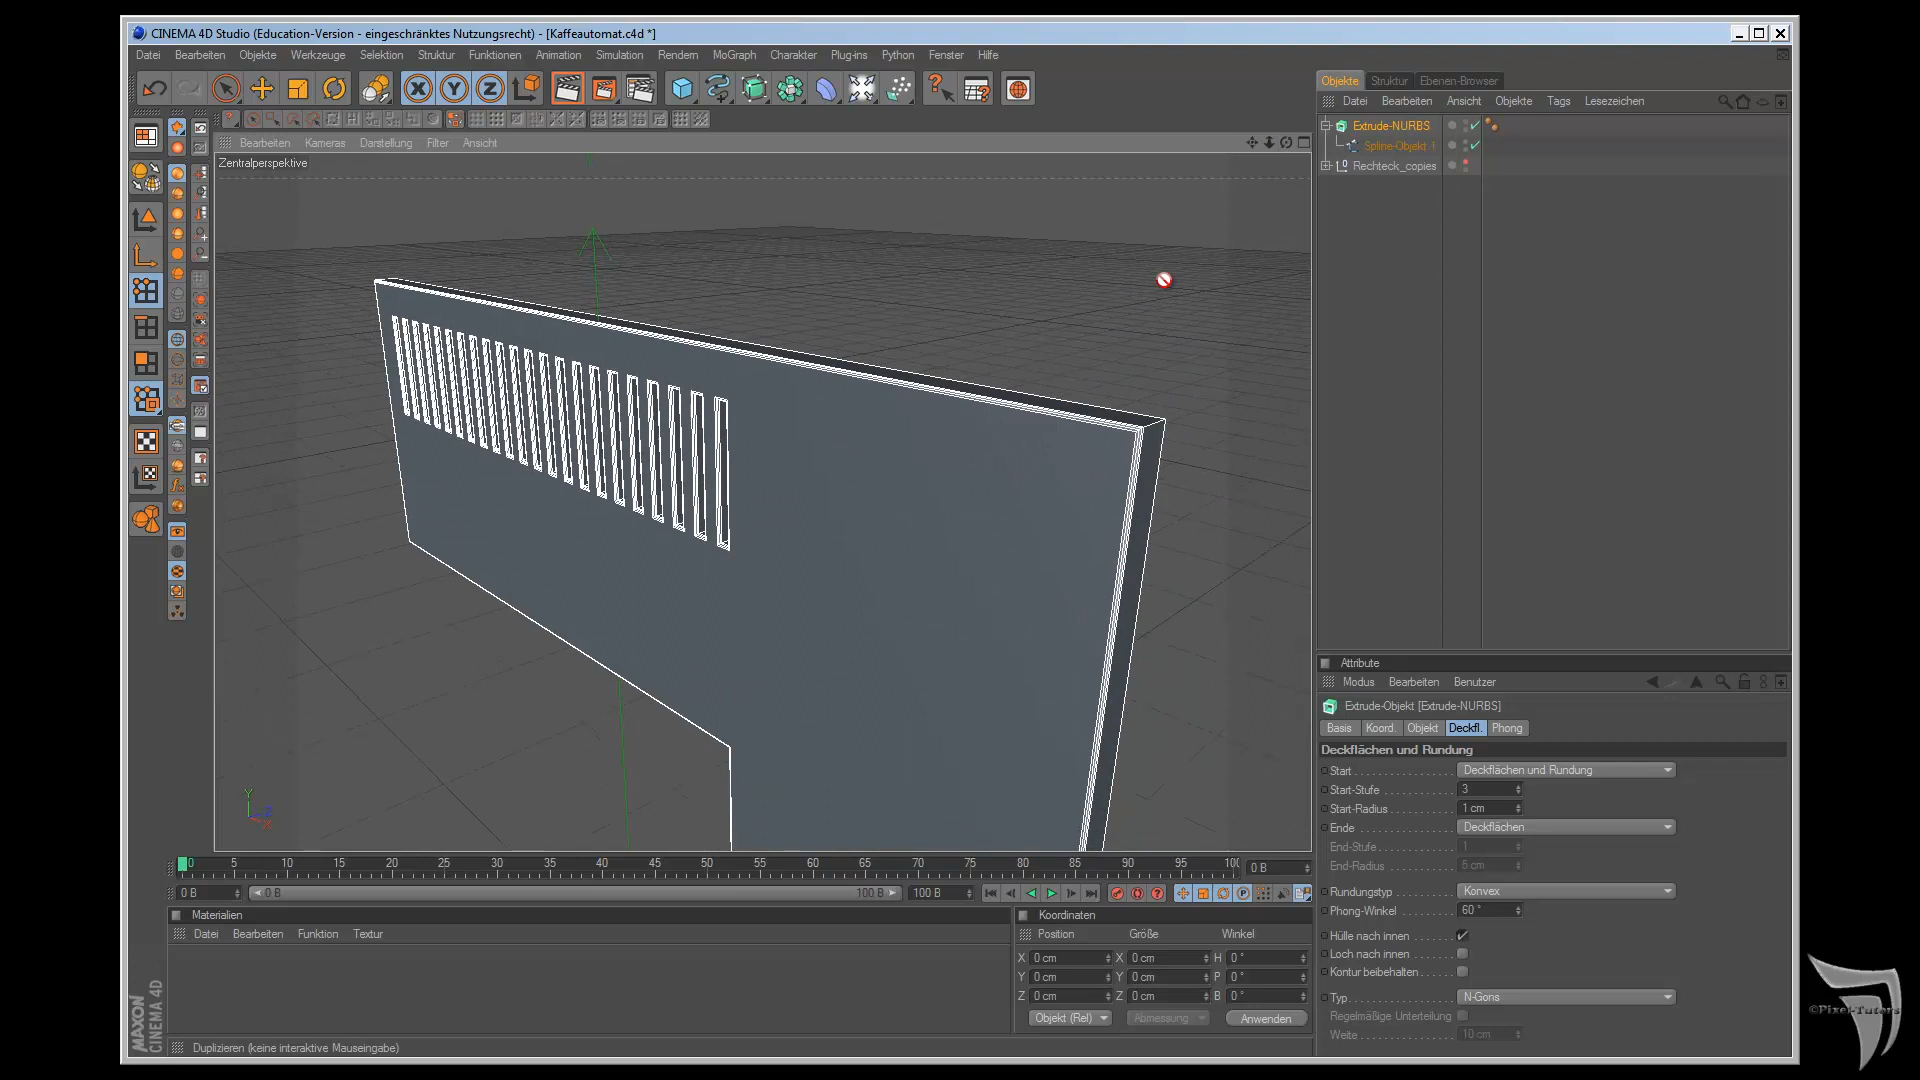 CINEMA 4D Studio (Education-Version - eingeschränktes Nutzungsrecht) - [Kaffeautomat.c4d *]
Datei Bearbeiten Objekte Werkzeuge Selektion Struktur Funktionen Animation Simulation Rendern MoGraph Charakter Plug-ins Python Fenster Hilfe
Objekte Struktur Ebenen-Browser
Datei Bearbeiten Ansicht Objekte Tags Lesezeichen
Extrude-NURBS
Spline-Objekt 1
Rechteck_copies
Bearbeiten Kameras Darstellung Filter Ansicht
Zentralperspektive
Y
Z
X
Attribute
Modus Bearbeiten Benutzer
Extrude-Objekt [Extrude-NURBS]
Basis Koord. Objekt Deckfl. Phong
Deckflächen und Rundung
Start Deckflächen und Rundung
Start-Stufe 3
Start-Radius 1 cm
Ende Deckflächen
End-Stufe 1
End-Radius 5 cm
Rundungstyp Konvex
Phong-Winkel 60 °
Hülle nach innen
Loch nach innen
Kontur beibehalten
Typ N-Gons
Regelmäßige Unterteilung
Weite 10 cm
0 5 10 15 20 25 30 35 40 45 50 55 60 65 70 75 80 85 90 95 100
0 B
0 B 0 B 100 B 100 B
Materialien
Datei Bearbeiten Funktion Textur
Koordinaten
Position Größe Winkel
X 0 cm X 0 cm H 0 °
Y 0 cm Y 0 cm P 0 °
Z 0 cm Z 0 cm B 0 °
Objekt (Rel) Abmessung Anwenden
MAXON
CINEMA 4D
Duplizieren (keine interaktive Mauseingabe)
©Pixel-Tutors